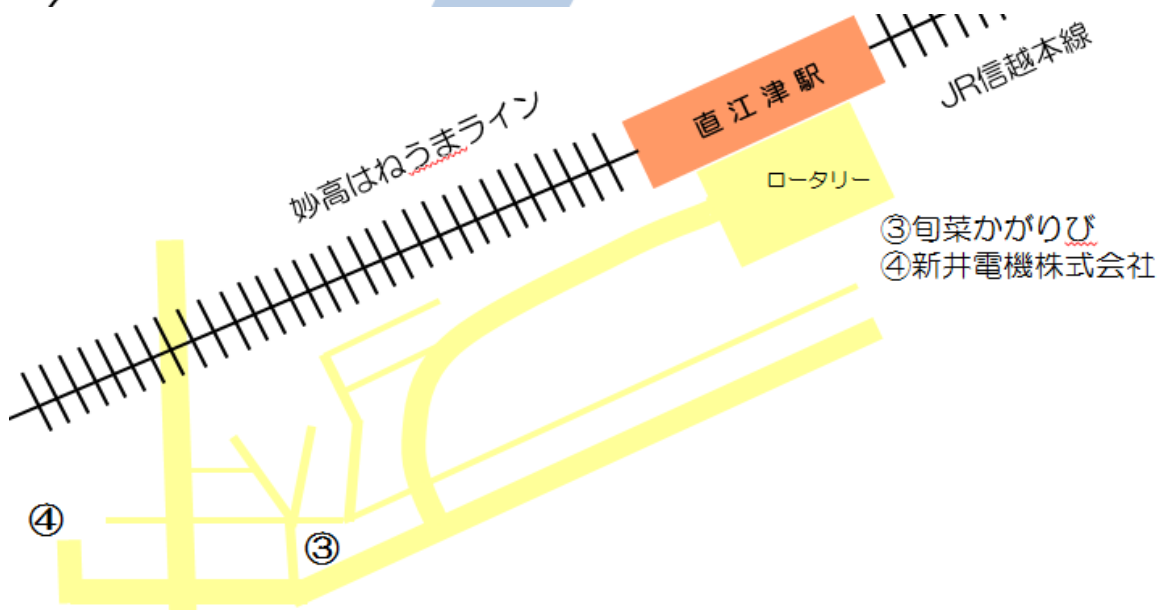 JR信越本線
直江津駅
妙高はねうまライン
ロータリー
③旬菜かがりび
④新井電機株式会社
④
③